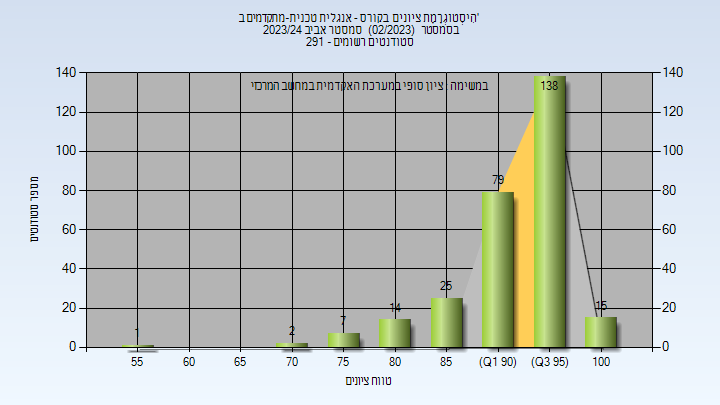 היסטוגרמת ציונים בקורס - אנגלית טכנית-מתקדמים ב'
בסמסטר (02/2023) סמסטר אביב 2023/24
סטודנטים רשומים - 291
במשימה ציון סופי במערכת האקדמית במחשב המרכזי
מספר סטודנטים
140 140
120 120
100 100
80 80
60 60
40 40
20 20
0 0
1 2 7 14 25 79 138 15
55 60 65 70 75 80 85 (Q1 90) (Q3 95) 100
טווח ציונים